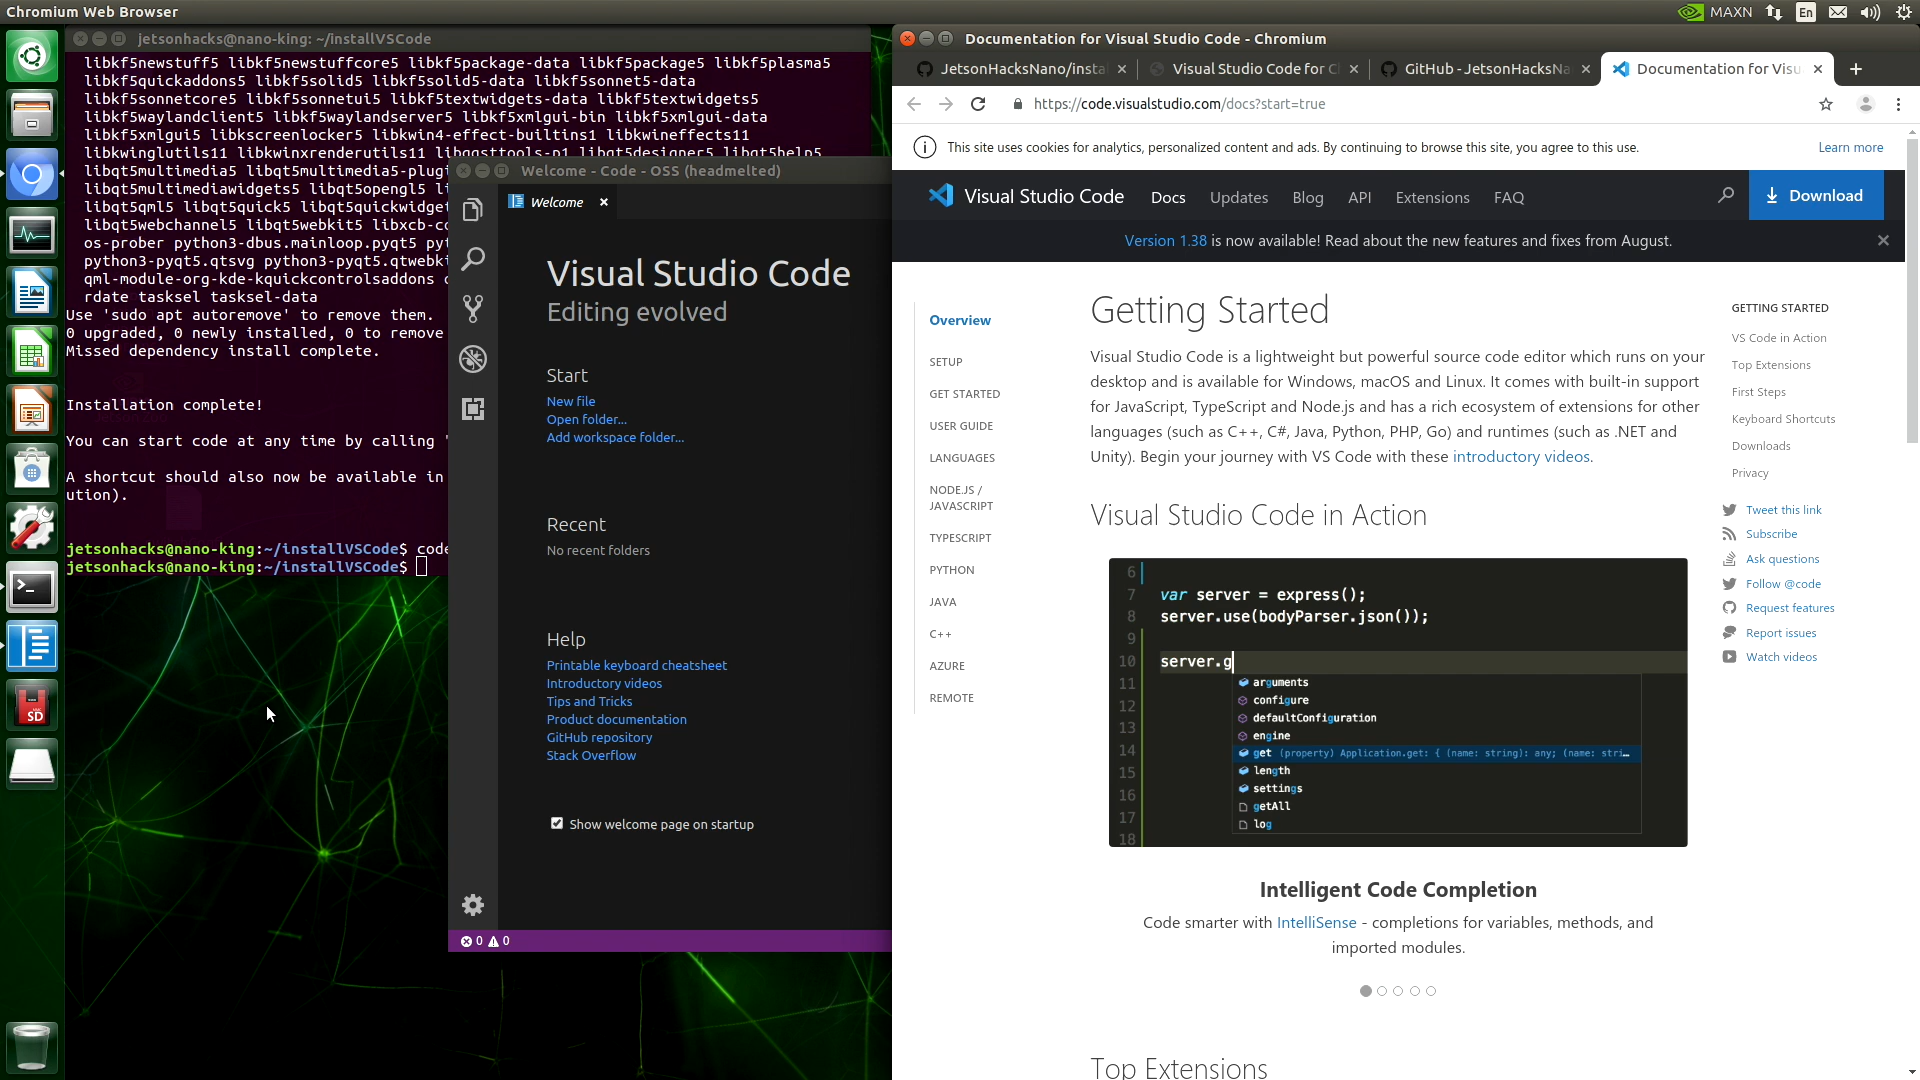 Chromium Web Browser
MAXN
En
jetsonhacks@nano-king: ~/installVSCode
libkf5newstuff5 libkf5newstuffcore5 libkf5package-data libkf5package5 libkf5plasma5
libkf5quickaddons5 libkf5solid5 libkf5solid5-data libkf5sonnet5-data
libkf5sonnetcore5 libkf5sonnetui5 libkf5textwidgets-data libkf5textwidgets5
libkf5waylandclient5 libkf5waylandserver5 libkf5xmlgui-bin libkf5xmlgui-data
libkf5xmlgui5 libkscreenlocker5 libkwin4-effect-builtins1 libkwineffects11
libkwinglutils11 libkwinxrenderutils11 libqgsttools-p1 libqt5designer5 libqt5help5
libqt5multimedia5 libqt5multimedia5-plug
libqt5multimediawidgets5 libqt5opengl5 l
libqt5qml5 libqt5quick5 libqt5quickwidget
libqt5webchannel5 libqt5webkit5 libxcb-c
os-prober python3-dbus.mainloop.pyqt5 pyt
python3-pyqt5.qtsvg python3-pyqt5.qtwebk
qml-module-org-kde-kquickcontrolsaddons
rdate tasksel tasksel-data
Use 'sudo apt autoremove' to remove them.
0 upgraded, 0 newly installed, 0 to remove
Missed dependency install complete.
Installation complete!
You can start code at any time by calling '
A shortcut should also now be available in
ution).
jetsonhacks@nano-king:~/installVSCode$ code
jetsonhacks@nano-king:~/installVSCode$
SD
Welcome - Code - OSS (headmelted)
Welcome
Visual Studio Code
Editing evolved
Start
New file
Open folder...
Add workspace folder...
Recent
No recent folders
Help
Printable keyboard cheatsheet
Introductory videos
Tips and Tricks
Product documentation
GitHub repository
Stack Overflow
Show welcome page on startup
0 0
Documentation for Visual Studio Code - Chromium
JetsonHacksNano/insta
Visual Studio Code for C
GitHub - JetsonHacksNa
Documentation for Visu
https://code.visualstudio.com/docs?start=true
This site uses cookies for analytics, personalized content and ads. By continuing to browse this site, you agree to this use.
Learn more
Visual Studio Code
Docs
Updates
Blog
API
Extensions
FAQ
Download
Version 1.38 is now available! Read about the new features and fixes from August.
Overview
SETUP
GET STARTED
USER GUIDE
LANGUAGES
NODE.JS /
JAVASCRIPT
TYPESCRIPT
PYTHON
JAVA
C++
AZURE
REMOTE
Getting Started
Visual Studio Code is a lightweight but powerful source code editor which runs on your
desktop and is available for Windows, macOS and Linux. It comes with built-in support
for JavaScript, TypeScript and Node.js and has a rich ecosystem of extensions for other
languages (such as C++, C#, Java, Python, PHP, Go) and runtimes (such as .NET and
Unity). Begin your journey with VS Code with these introductory videos.
Visual Studio Code in Action
6
7 var server = express();
8 server.use(bodyParser.json());
9
10 server.g
11 arguments
configure
12 defaultConfiguration
13 engine
14 get (property) Application.get: { (name: string): any; (name: stri…
15 length
16 settings
17 getAll
18 log
Intelligent Code Completion
Code smarter with IntelliSense - completions for variables, methods, and
imported modules.
Top Extensions
GETTING STARTED
VS Code in Action
Top Extensions
First Steps
Keyboard Shortcuts
Downloads
Privacy
Tweet this link
Subscribe
Ask questions
Follow @code
Request features
Report issues
Watch videos